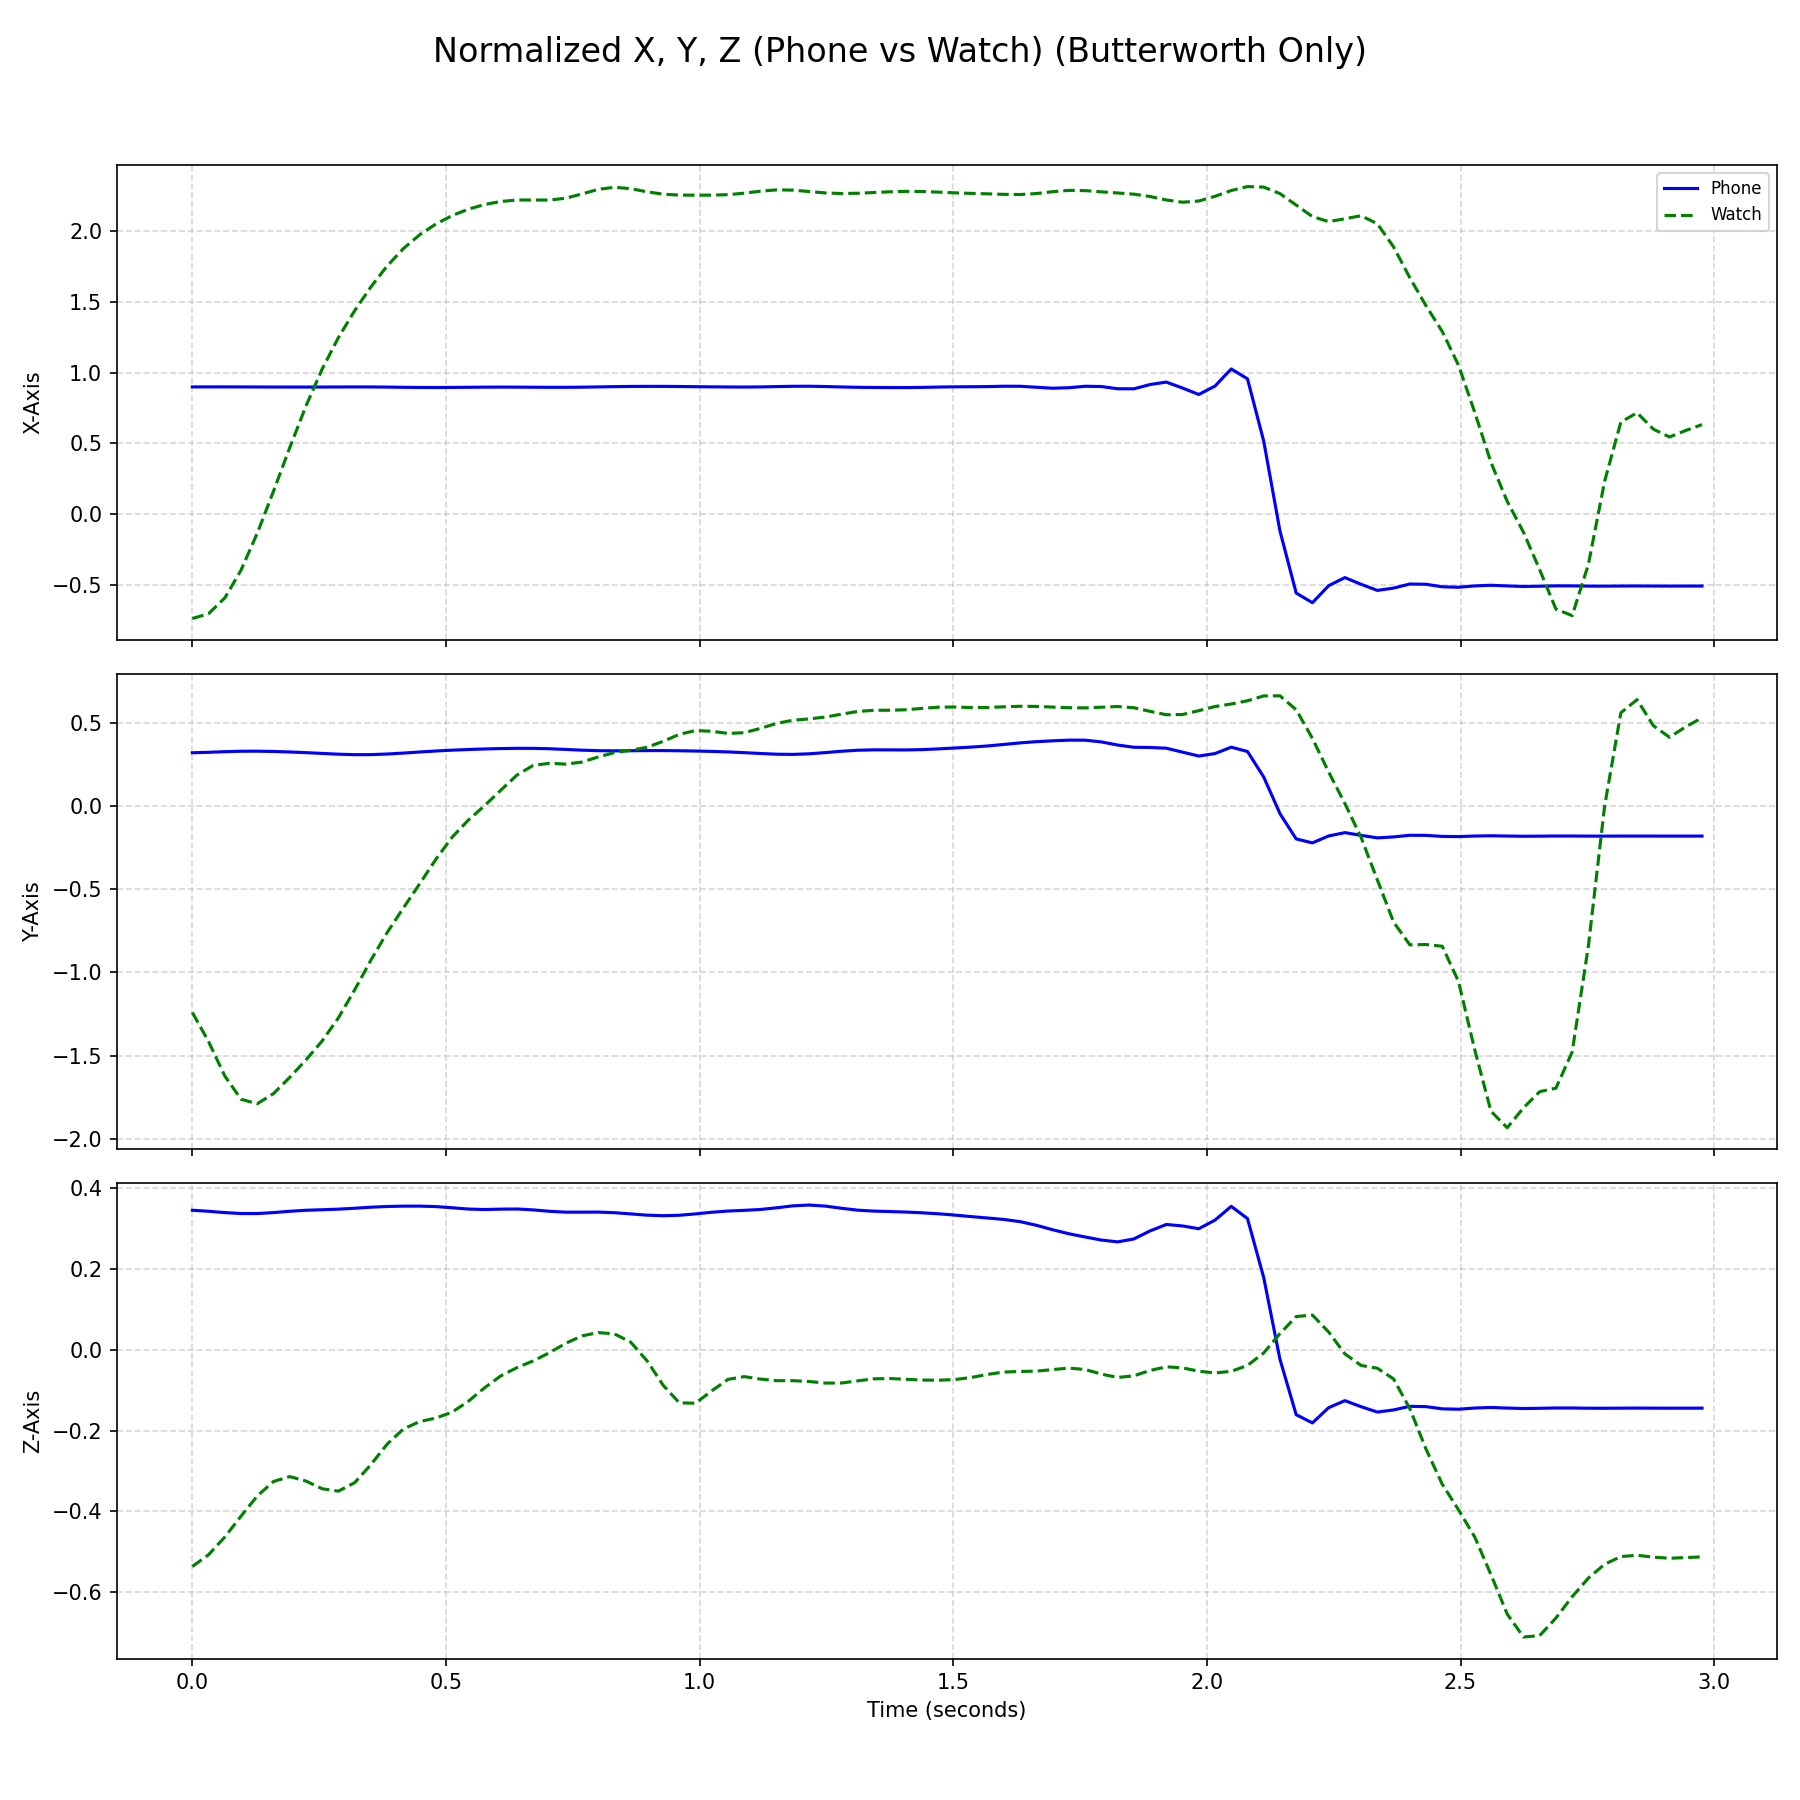 Normalized X, Y, Z (Phone vs Watch) (Butterworth Only)
Phone
Watch
X-Axis
2.0
1.5
1.0
0.5
0.0
−0.5
Y-Axis
0.5
0.0
−0.5
−1.0
−1.5
−2.0
Z-Axis
0.4
0.2
0.0
−0.2
−0.4
−0.6
0.0 0.5 1.0 1.5 2.0 2.5 3.0
Time (seconds)